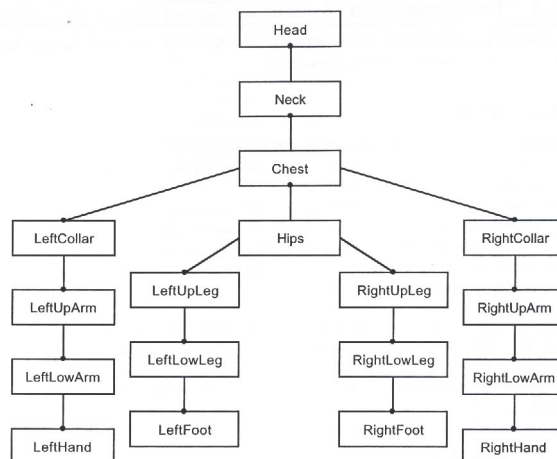 Head
Neck
Chest
LeftCollar
Hips
RightCollar
LeftUpLeg
RightUpLeg
LeftUpArm
RightUpArm
LeftLowLeg
RightLowLeg
LeftLowArm
RightLowArm
LeftFoot
RightFoot
LeftHand
RightHand